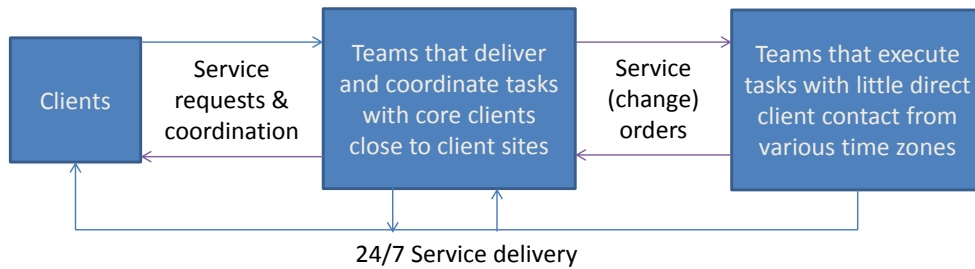 Clients
Service
requests &
coordination
Teams that deliver
and coordinate tasks
with core clients
close to client sites
Service
(change)
orders
Teams that execute
tasks with little direct
client contact from
various time zones
24/7 Service delivery